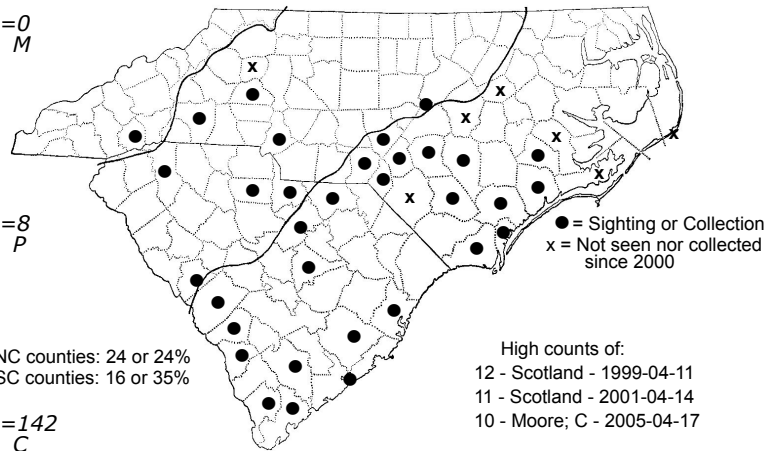 =0
M
=8
P
● = Sighting or Collection
x = Not seen nor collected
since 2000
NC counties: 24 or 24%
SC counties: 16 or 35%
High counts of:
12 - Scotland - 1999-04-11
11 - Scotland - 2001-04-14
10 - Moore; C - 2005-04-17
=142
C